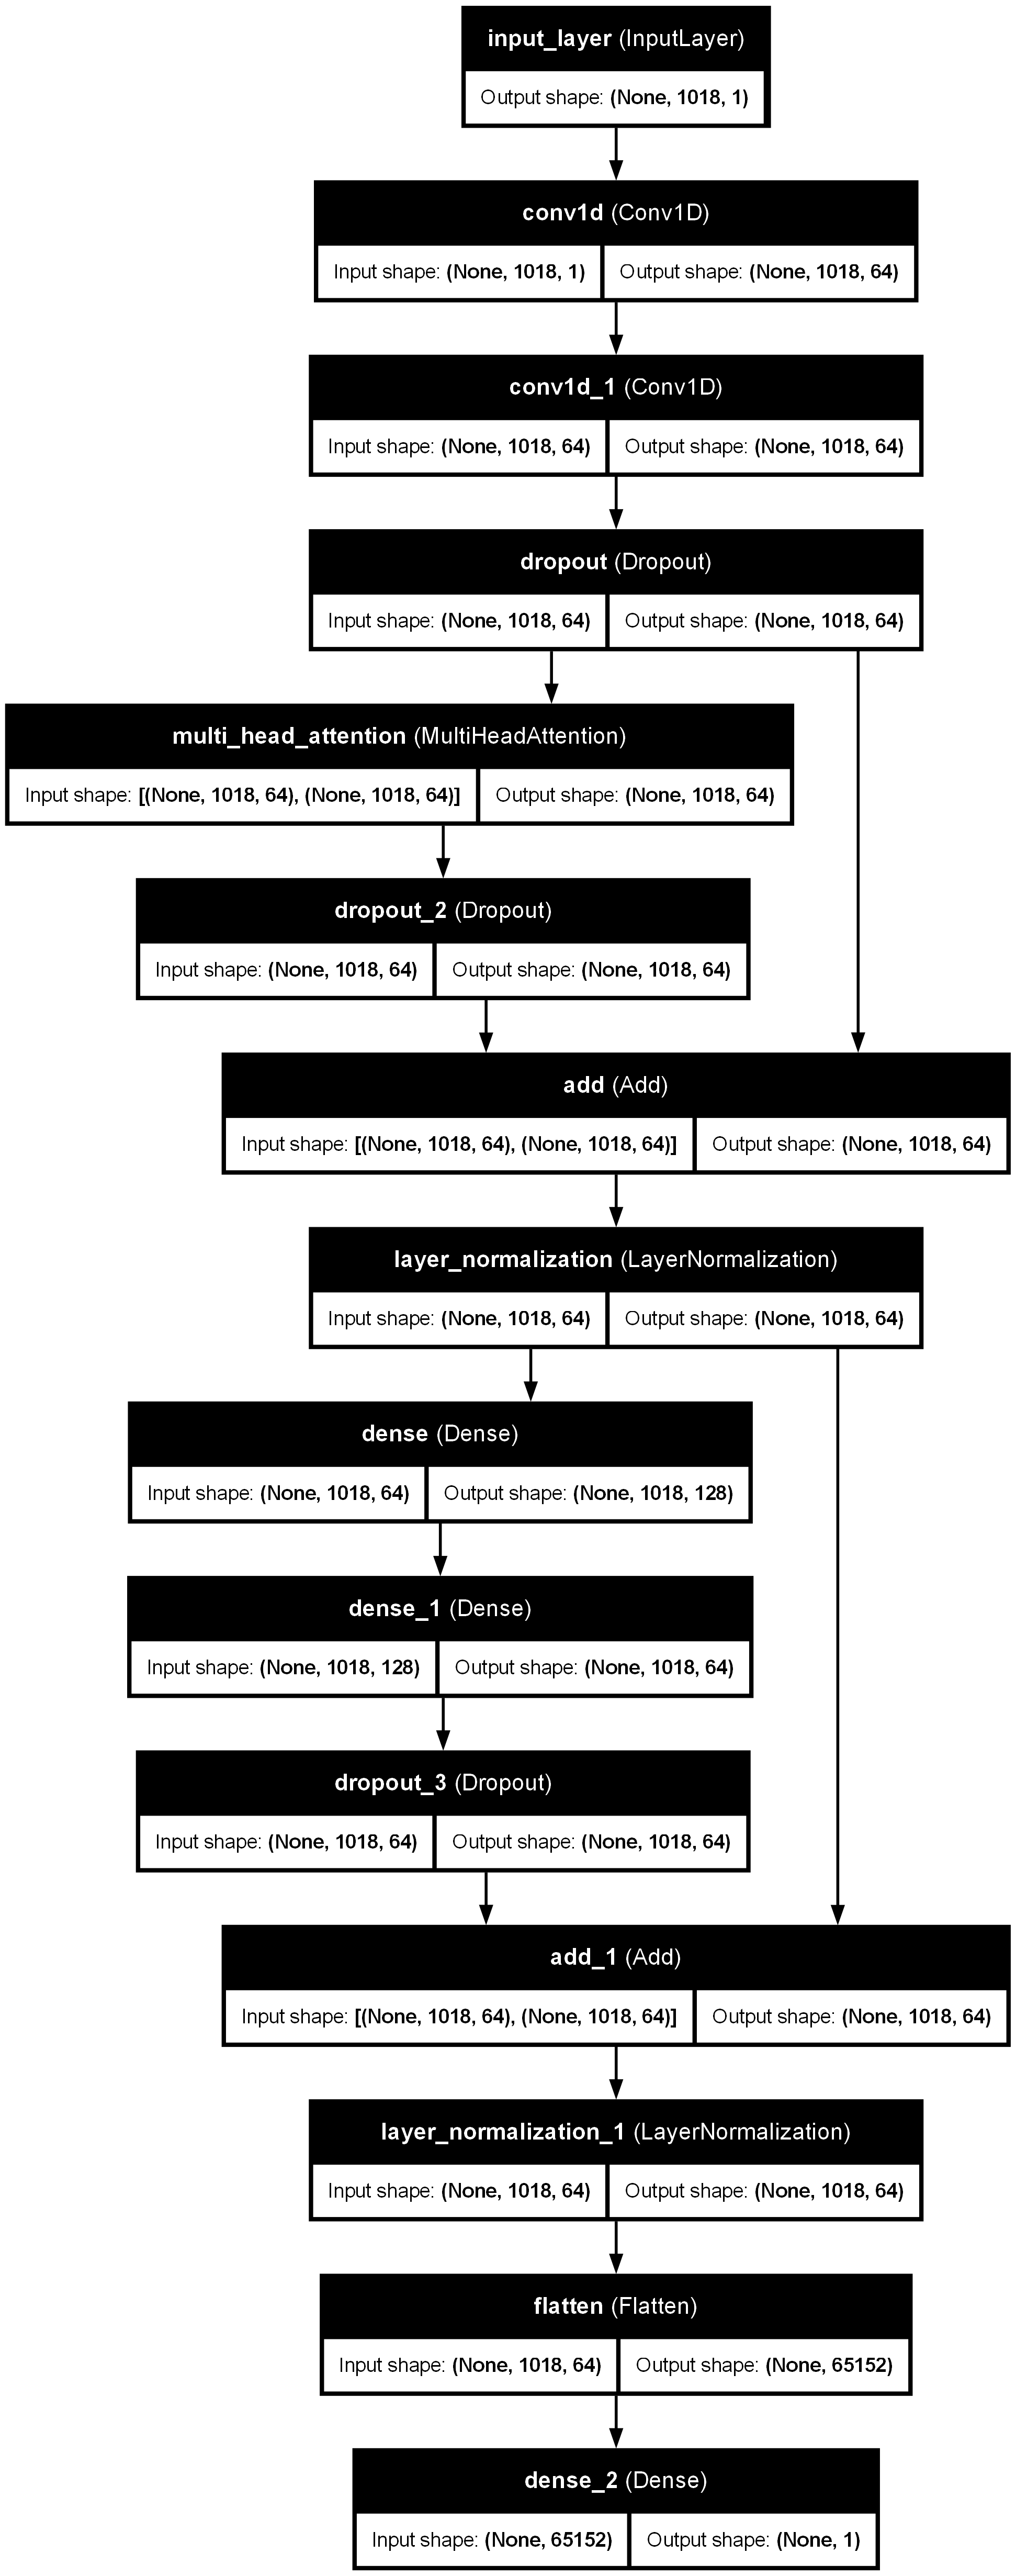 input_layer (InputLayer)
Output shape: (None, 1018, 1)
conv1d (Conv1D)
Input shape: (None, 1018, 1) Output shape: (None, 1018, 64)
conv1d_1 (Conv1D)
Input shape: (None, 1018, 64) Output shape: (None, 1018, 64)
dropout (Dropout)
Input shape: (None, 1018, 64) Output shape: (None, 1018, 64)
multi_head_attention (MultiHeadAttention)
Input shape: [(None, 1018, 64), (None, 1018, 64)] Output shape: (None, 1018, 64)
dropout_2 (Dropout)
Input shape: (None, 1018, 64) Output shape: (None, 1018, 64)
add (Add)
Input shape: [(None, 1018, 64), (None, 1018, 64)] Output shape: (None, 1018, 64)
layer_normalization (LayerNormalization)
Input shape: (None, 1018, 64) Output shape: (None, 1018, 64)
dense (Dense)
Input shape: (None, 1018, 64) Output shape: (None, 1018, 128)
dense_1 (Dense)
Input shape: (None, 1018, 128) Output shape: (None, 1018, 64)
dropout_3 (Dropout)
Input shape: (None, 1018, 64) Output shape: (None, 1018, 64)
add_1 (Add)
Input shape: [(None, 1018, 64), (None, 1018, 64)] Output shape: (None, 1018, 64)
layer_normalization_1 (LayerNormalization)
Input shape: (None, 1018, 64) Output shape: (None, 1018, 64)
flatten (Flatten)
Input shape: (None, 1018, 64) Output shape: (None, 65152)
dense_2 (Dense)
Input shape: (None, 65152) Output shape: (None, 1)